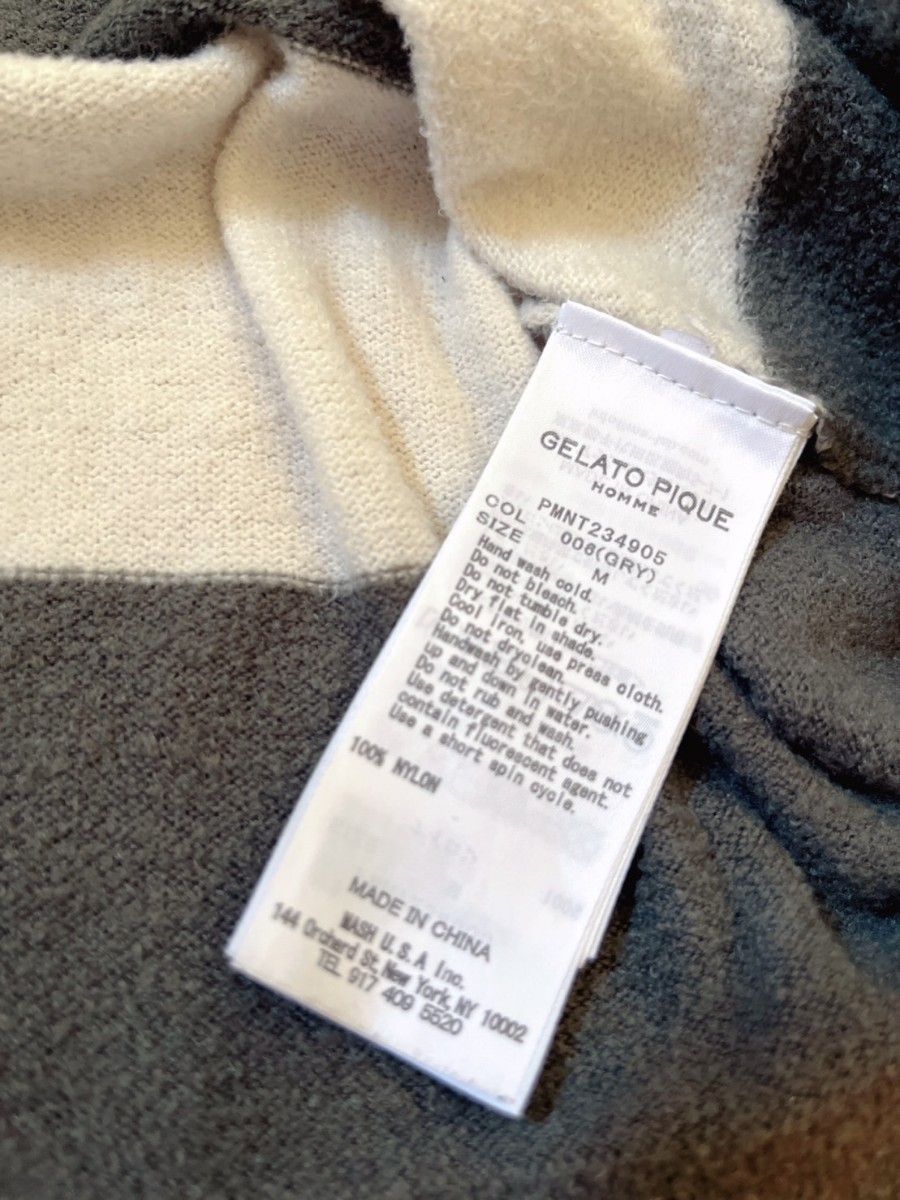 GELATO PIQUE
HOMME
PMNT234905
COL 006(GRY)
SIZE M
Hand wash cold.
Do not bleach.
Do not tumble dry.
Dry flat in shade.
Cool iron, use press cloth.
Do not dryclean.
Handwash by gently pushing
up and down in water.
Do not rub and wash.
Use detergent that does not
contain fluorescent agent.
Use a short spin cycle.
100% NYLON
MADE IN CHINA
MASH U.S.A Inc.
144 Orchard St, New York, NY 10002
TEL 917 409 5520